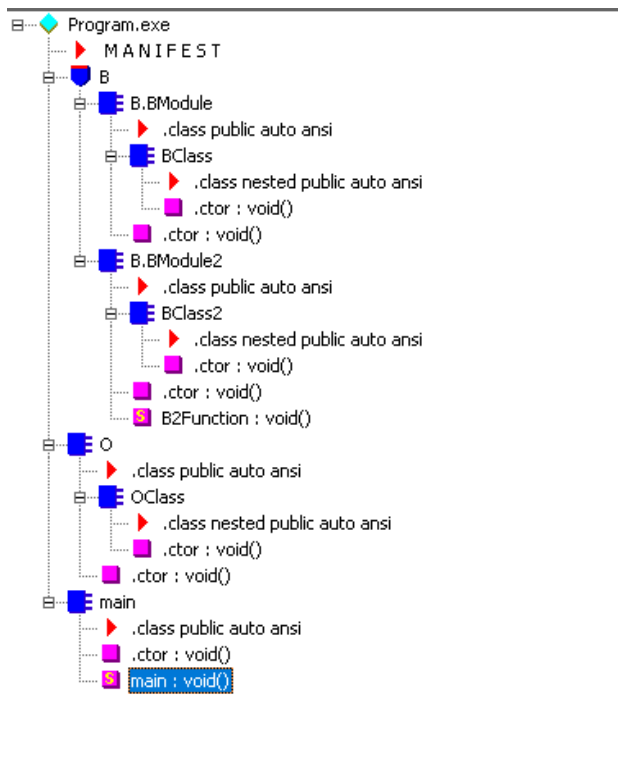 Program.exe
MANIFEST
B
B.BModule
.class public auto ansi
BClass
.class nested public auto ansi
.ctor : void()
.ctor : void()
B.BModule2
.class public auto ansi
BClass2
.class nested public auto ansi
.ctor : void()
.ctor : void()
S B2Function : void()
O
.class public auto ansi
OClass
.class nested public auto ansi
.ctor : void()
.ctor : void()
main
.class public auto ansi
.ctor : void()
S main : void()